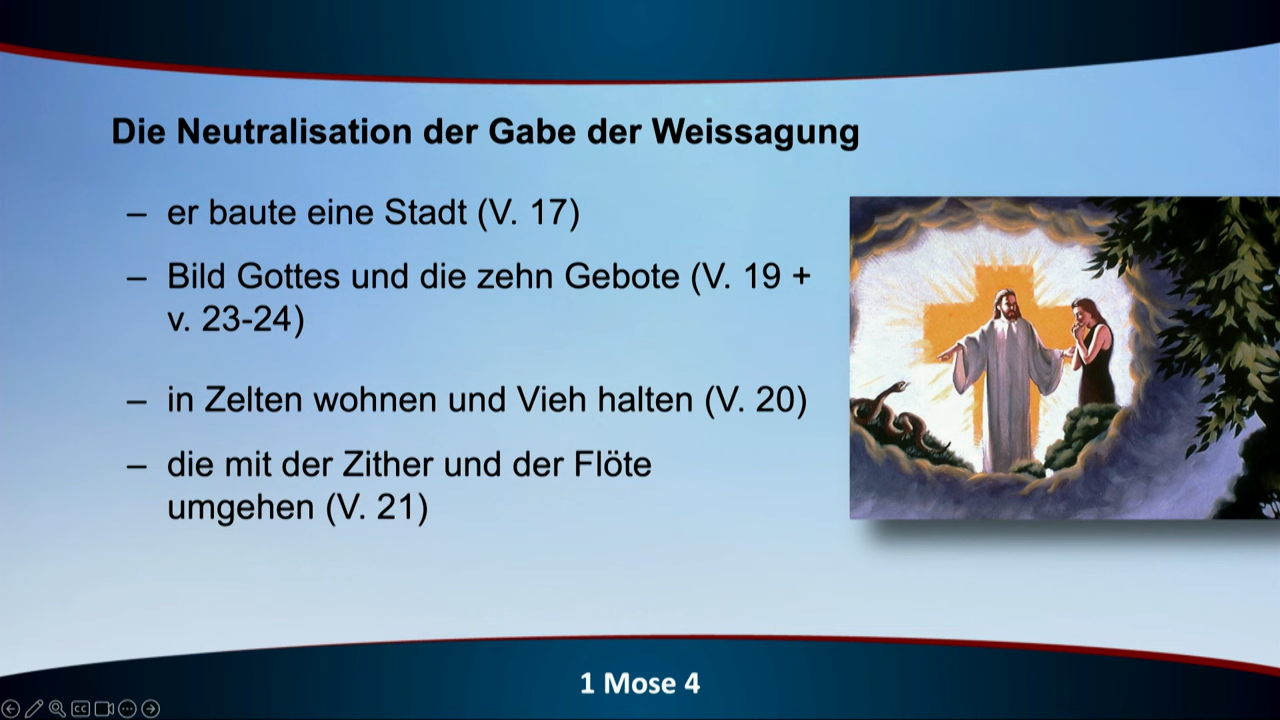 Die Neutralisation der Gabe der Weissagung
– er baute eine Stadt (V. 17)
– Bild Gottes und die zehn Gebote (V. 19 +
v. 23-24)
– in Zelten wohnen und Vieh halten (V. 20)
– die mit der Zither und der Flöte
umgehen (V. 21)
1 Mose 4
CC